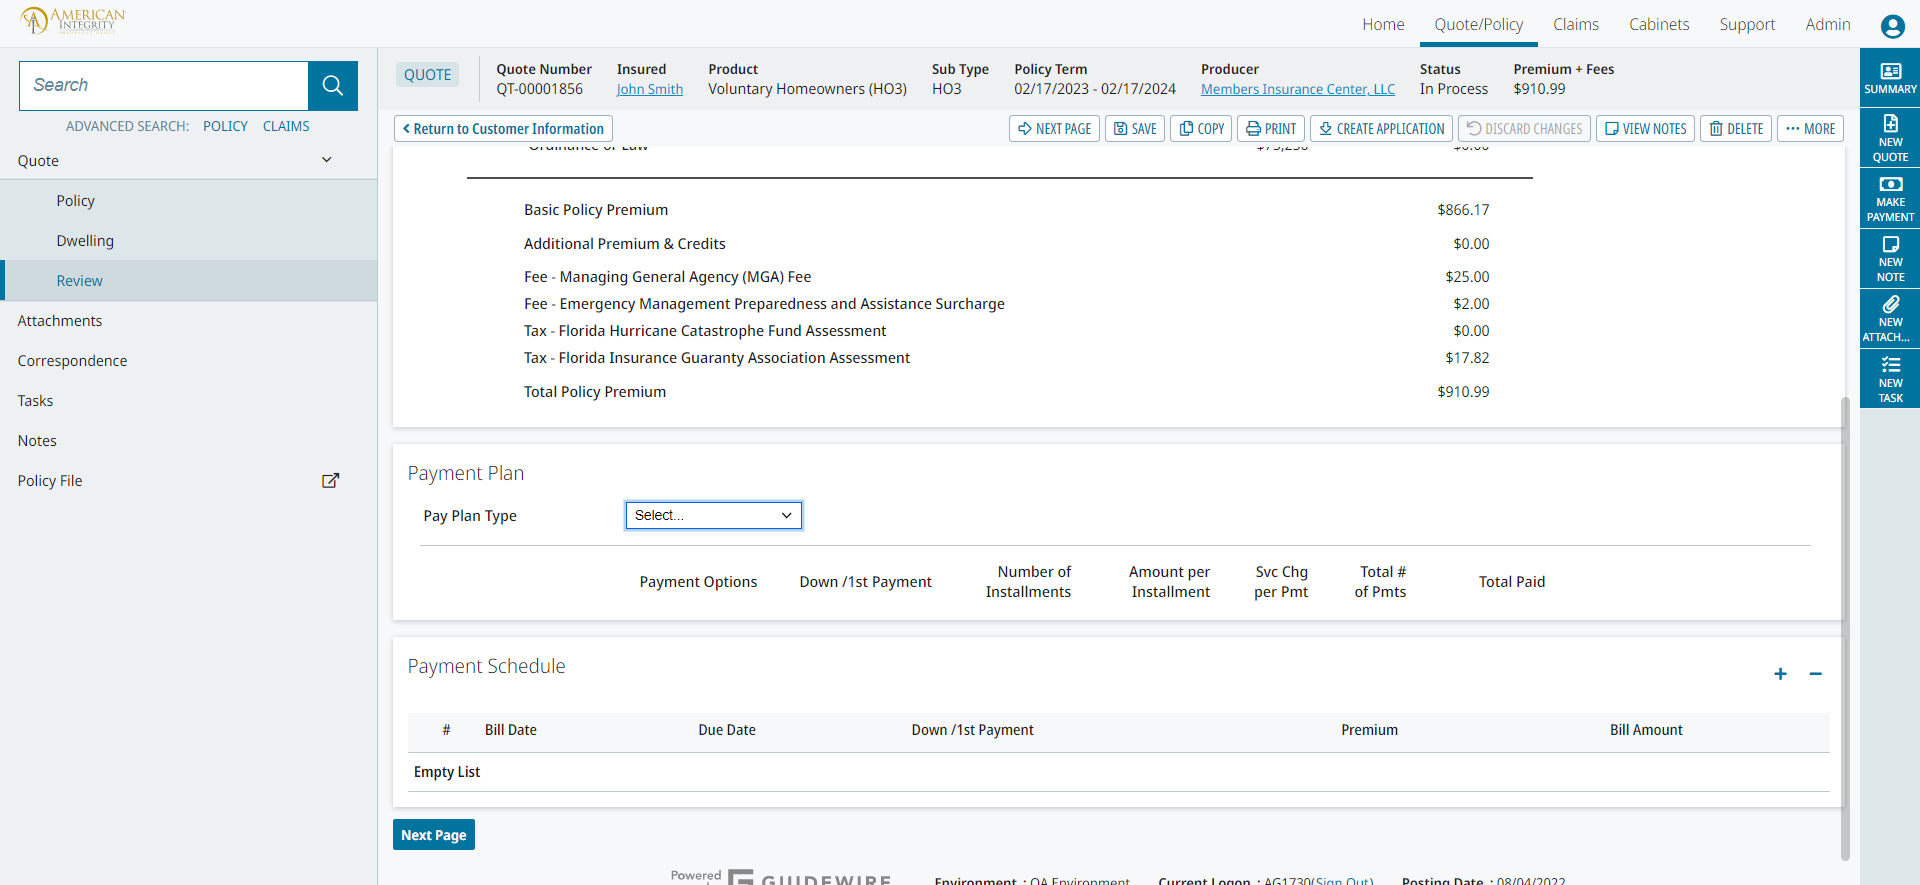 AMERICAN
INTEGRITY
Home Quote/Policy Claims Cabinets Support Admin
Search
ADVANCED SEARCH: POLICY CLAIMS
Quote
Policy
Dwelling
Review
Attachments
Correspondence
Tasks
Notes
Policy File
QUOTE
Quote Number Insured Product Sub Type Policy Term Producer Status Premium + Fees
QT-00001856 John Smith Voluntary Homeowners (HO3) HO3 02/17/2023 - 02/17/2024 Members Insurance Center, LLC In Process $910.99
Return to Customer Information NEXT PAGE SAVE COPY PRINT CREATE APPLICATION DISCARD CHANGES VIEW NOTES DELETE MORE
Ordinance or Law $75,250 $0.00
Basic Policy Premium $866.17
Additional Premium & Credits $0.00
Fee - Managing General Agency (MGA) Fee $25.00
Fee - Emergency Management Preparedness and Assistance Surcharge $2.00
Tax - Florida Hurricane Catastrophe Fund Assessment $0.00
Tax - Florida Insurance Guaranty Association Assessment $17.82
Total Policy Premium $910.99
Payment Plan
Pay Plan Type Select...
Payment Options Down /1st Payment Number of Installments Amount per Installment Svc Chg per Pmt Total # of Pmts Total Paid
Payment Schedule
# Bill Date Due Date Down /1st Payment Premium Bill Amount
Empty List
Next Page
Powered GUIDEWIRE Environment : QA Environment Current Logon : AG1730(Sign Out) Posting Date : 08/04/2022
SUMMARY
NEW
QUOTE
MAKE
PAYMENT
NEW
NOTE
NEW
ATTACH...
NEW
TASK